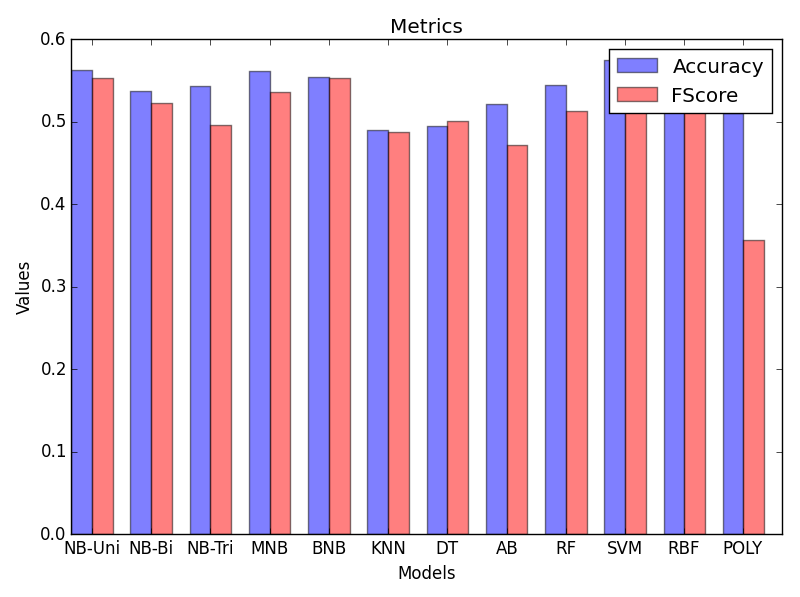 Metrics
0.6
Accuracy
FScore
0.5
0.4
0.3
0.2
0.1
0.0
Values
NB-Uni NB-Bi NB-Tri MNB BNB KNN DT AB RF SVM RBF POLY
Models